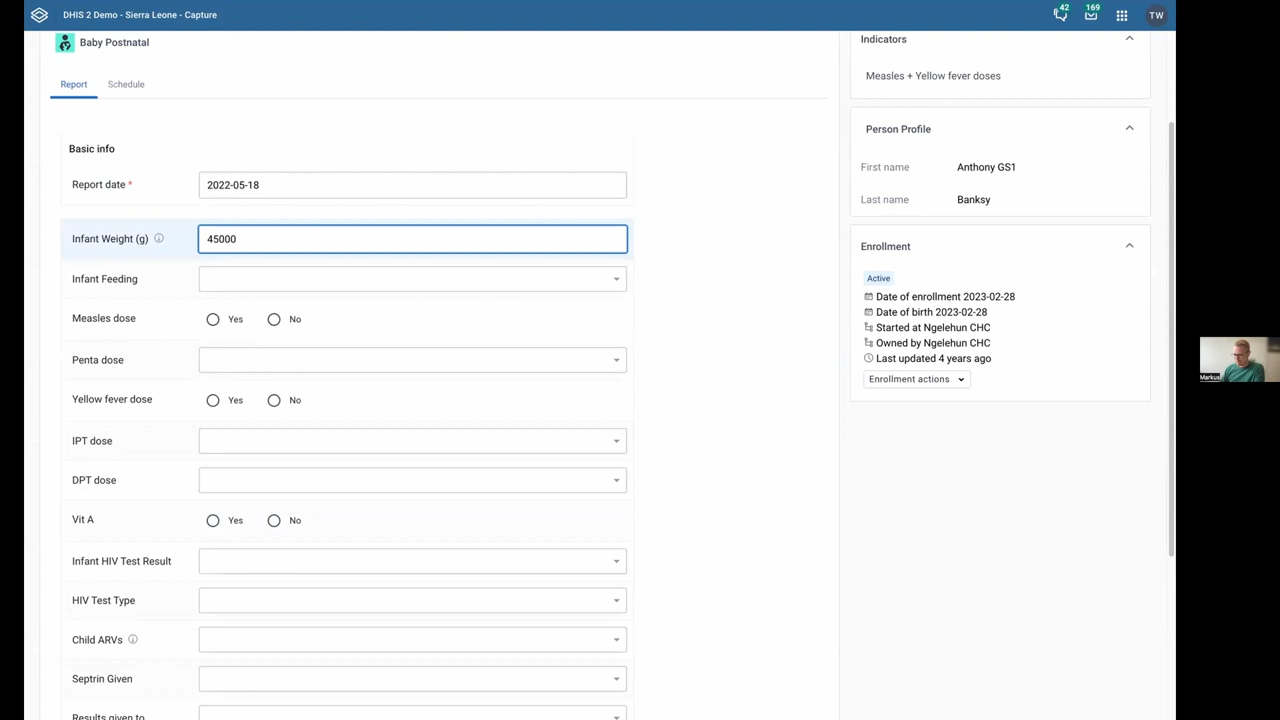 DHIS 2 Demo - Sierra Leone - Capture
42
169
TW
Baby Postnatal
Report
Schedule
Basic info
Report date *
2022-05-18
Infant Weight (g)
45000
Infant Feeding
Measles dose
Yes
No
Penta dose
Yellow fever dose
Yes
No
IPT dose
DPT dose
Vit A
Yes
No
Infant HIV Test Result
HIV Test Type
Child ARVs
Septrin Given
Results given to
Indicators
Measles + Yellow fever doses
Person Profile
First name
Anthony GS1
Last name
Banksy
Enrollment
Active
Date of enrollment 2023-02-28
Date of birth 2023-02-28
Started at Ngelehun CHC
Owned by Ngelehun CHC
Last updated 4 years ago
Enrollment actions
Markus